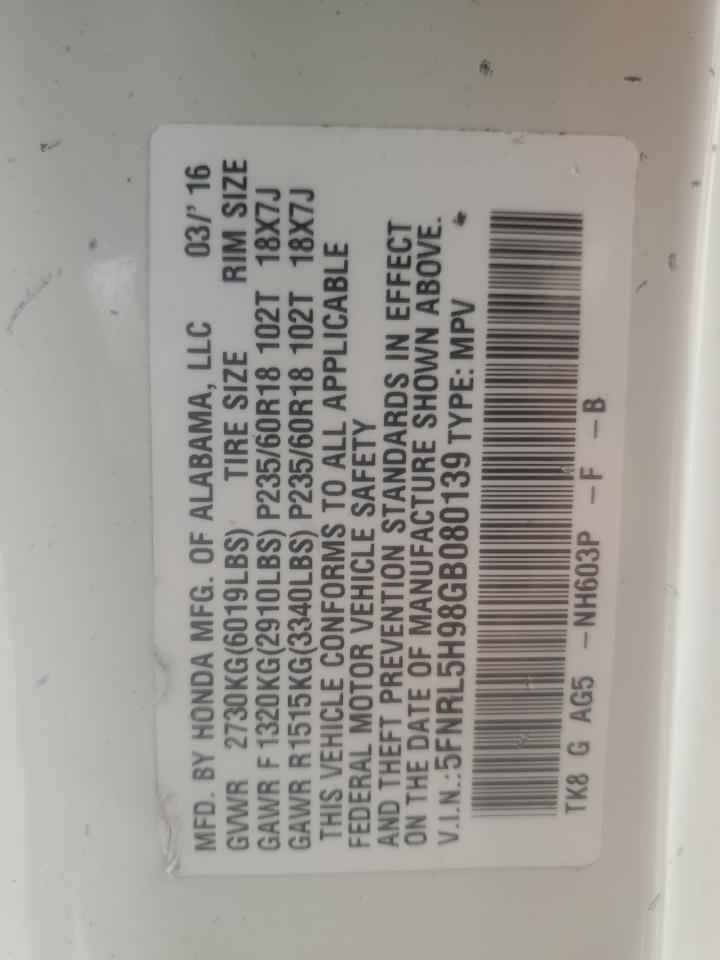 MFD. BY HONDA MFG. OF ALABAMA, LLC 03/' 16
GVWR 2730KG(6019LBS) TIRE SIZE RIM SIZE
GAWR F 1320KG(2910LBS) P235/60R18 102T 18X7J
GAWR R1515KG(3340LBS) P235/60R18 102T 18X7J
THIS VEHICLE CONFORMS TO ALL APPLICABLE
FEDERAL MOTOR VEHICLE SAFETY
AND THEFT PREVENTION STANDARDS IN EFFECT
ON THE DATE OF MANUFACTURE SHOWN ABOVE.
V.I.N.:5FNRL5H98GB080139 TYPE: MPV
TK8 G AG5 -NH603P -F -B